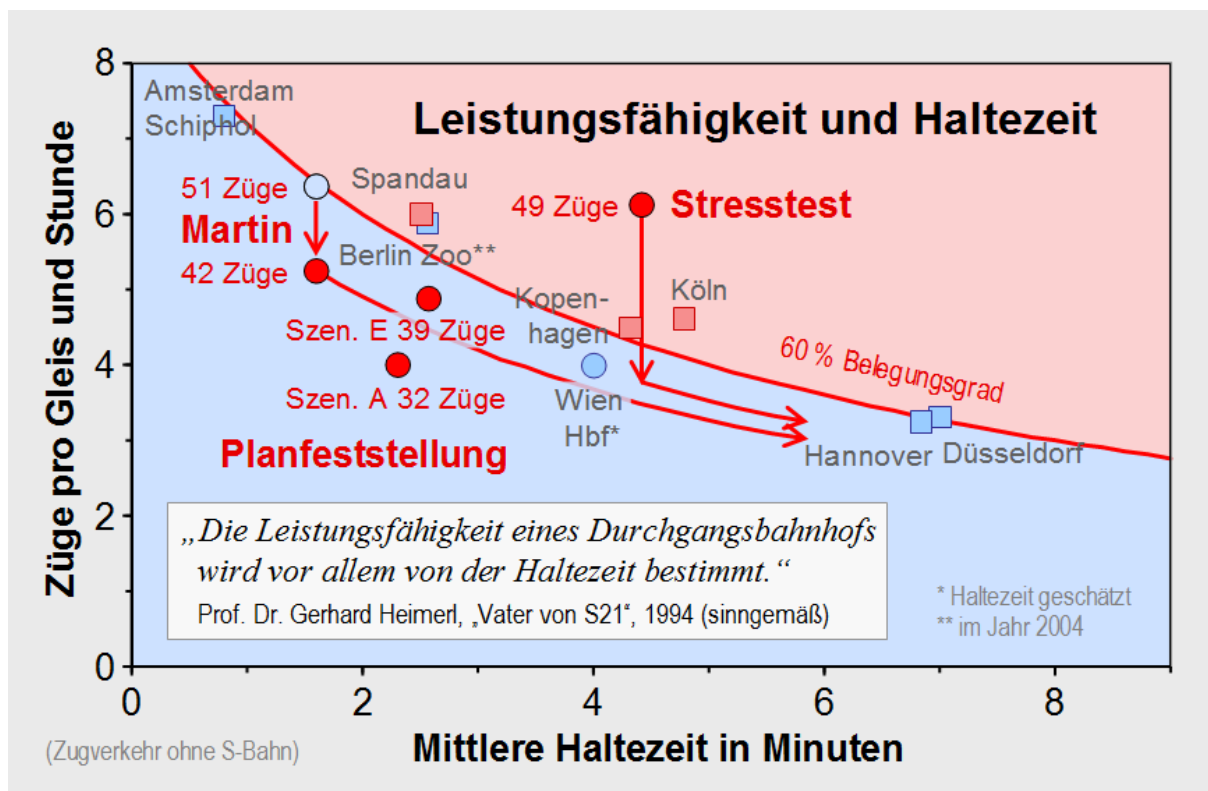 Leistungsfähigkeit und Haltezeit
Züge pro Gleis und Stunde
8
6
4
2
0
Amsterdam
Schiphol
51 Züge
Martin
42 Züge
Spandau
Berlin Zoo**
Szen. E 39 Züge
Szen. A 32 Züge
Planfeststellung
49 Züge
Stresstest
Kopen-
hagen
Köln
Wien
Hbf*
60 % Belegungsgrad
Hannover
Düsseldorf
„Die Leistungsfähigkeit eines Durchgangsbahnhofs
wird vor allem von der Haltezeit bestimmt.“
Prof. Dr. Gerhard Heimerl, „Vater von S21“, 1994 (sinngemäß)
* Haltezeit geschätzt
** im Jahr 2004
0 2 4 6 8
(Zugverkehr ohne S-Bahn)
Mittlere Haltezeit in Minuten